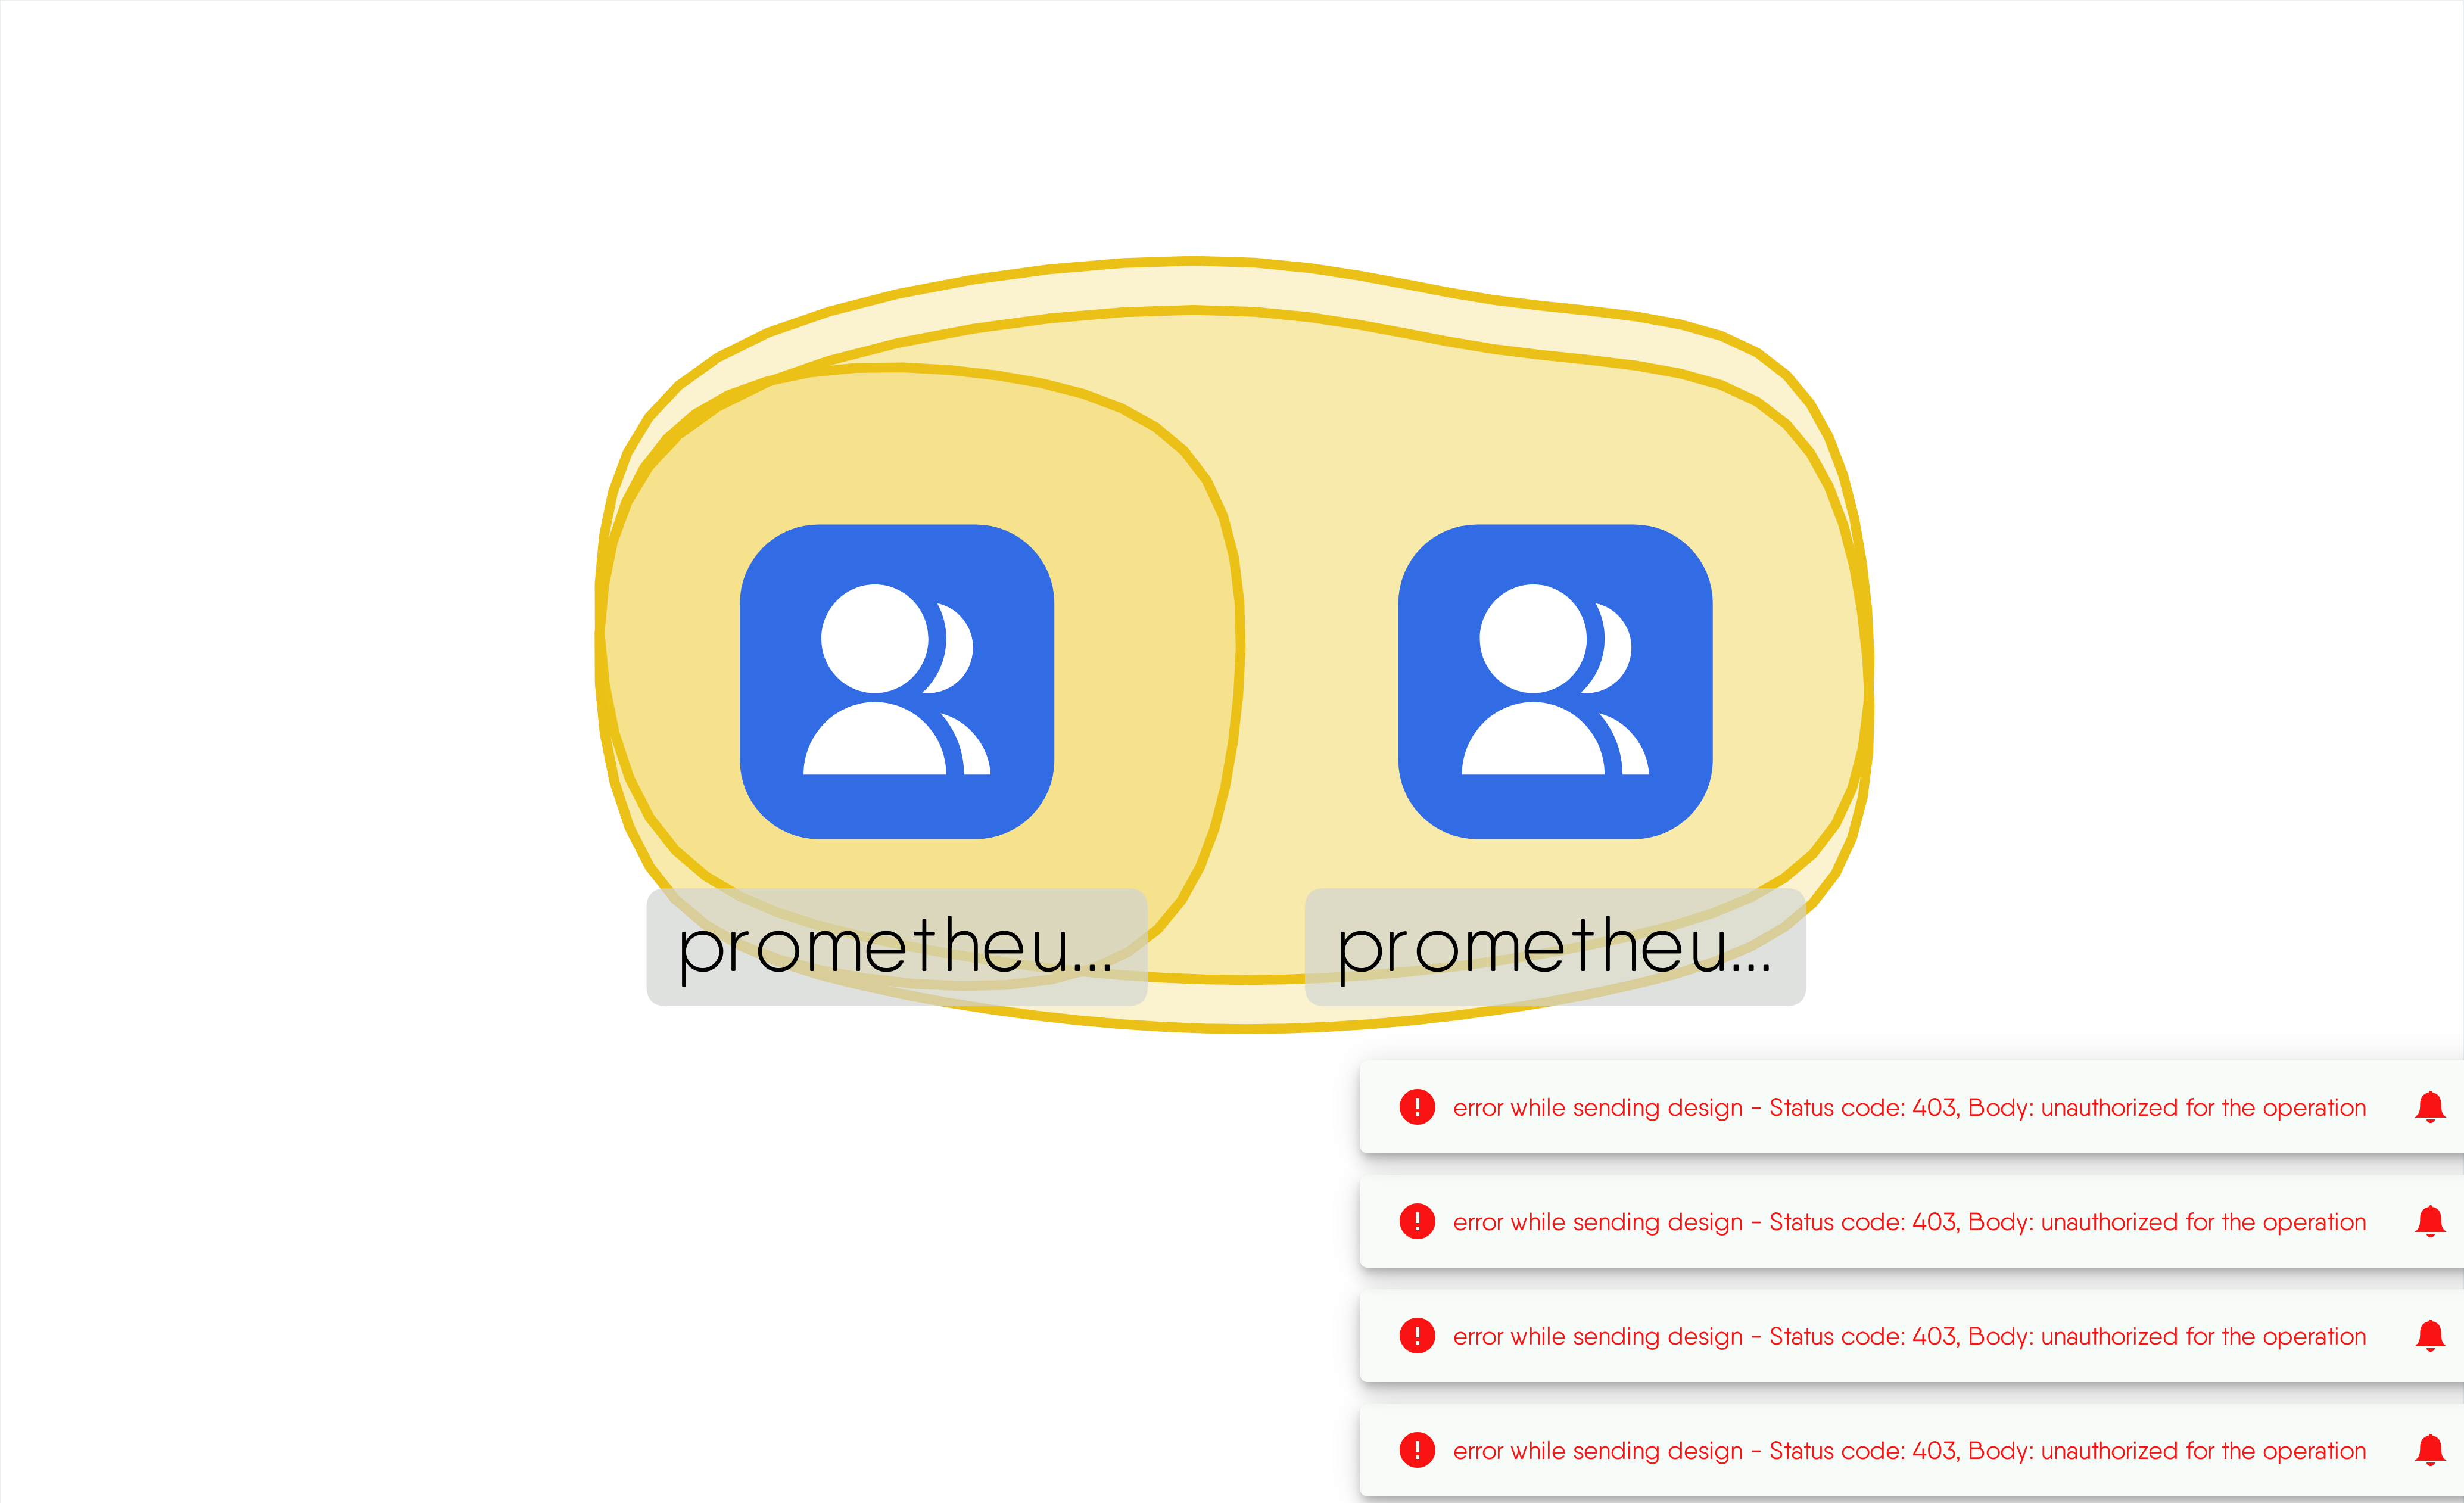 prometheu...
prometheu...
error while sending design - Status code: 403, Body: unauthorized for the operation
error while sending design - Status code: 403, Body: unauthorized for the operation
error while sending design - Status code: 403, Body: unauthorized for the operation
error while sending design - Status code: 403, Body: unauthorized for the operation